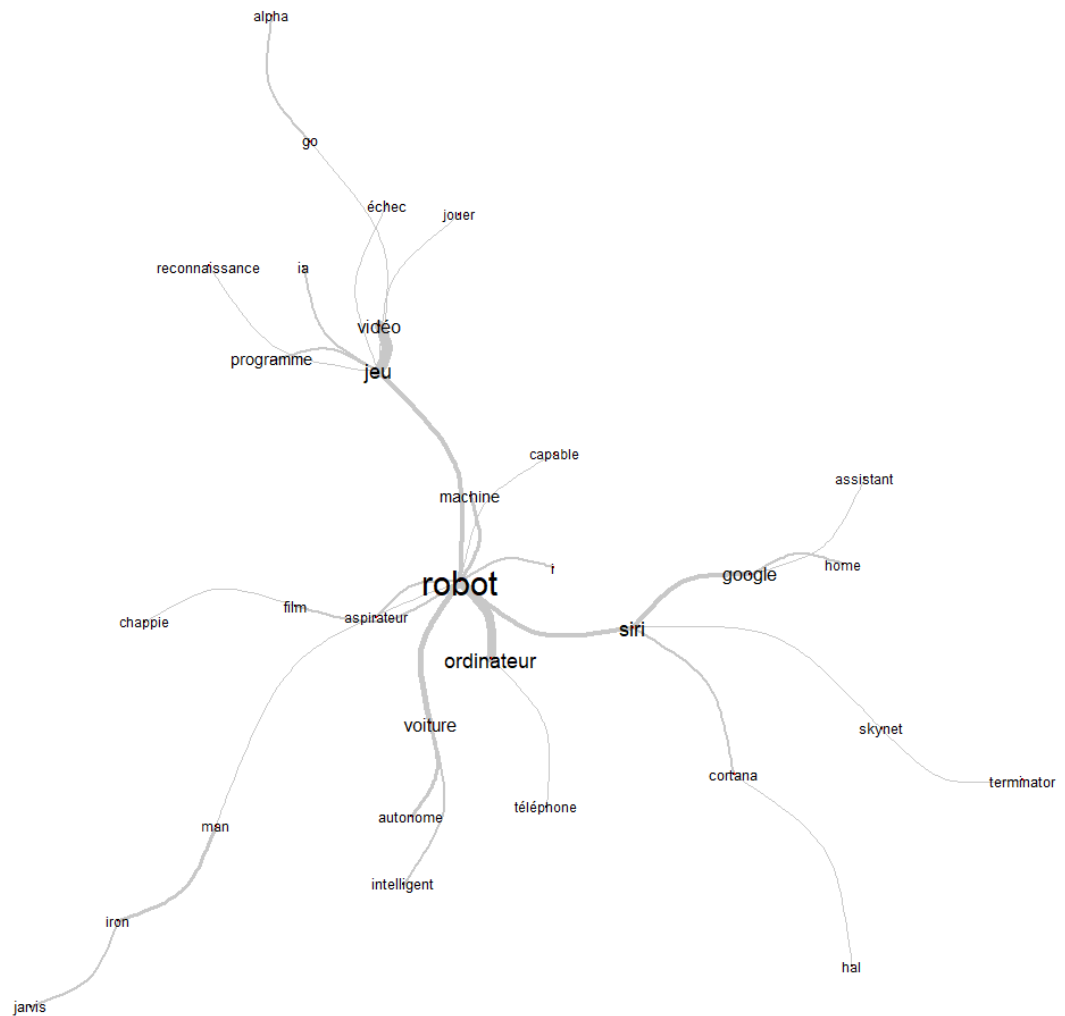 alpha
go
échec
jouer
reconnaissance
ia
vidéo
programme
jeu
capable
machine
assistant
robot
r
google
home
film
aspirateur
chappie
siri
ordinateur
voiture
skynet
cortana
terminator
autonome
téléphone
man
intelligent
iron
hal
jarvis